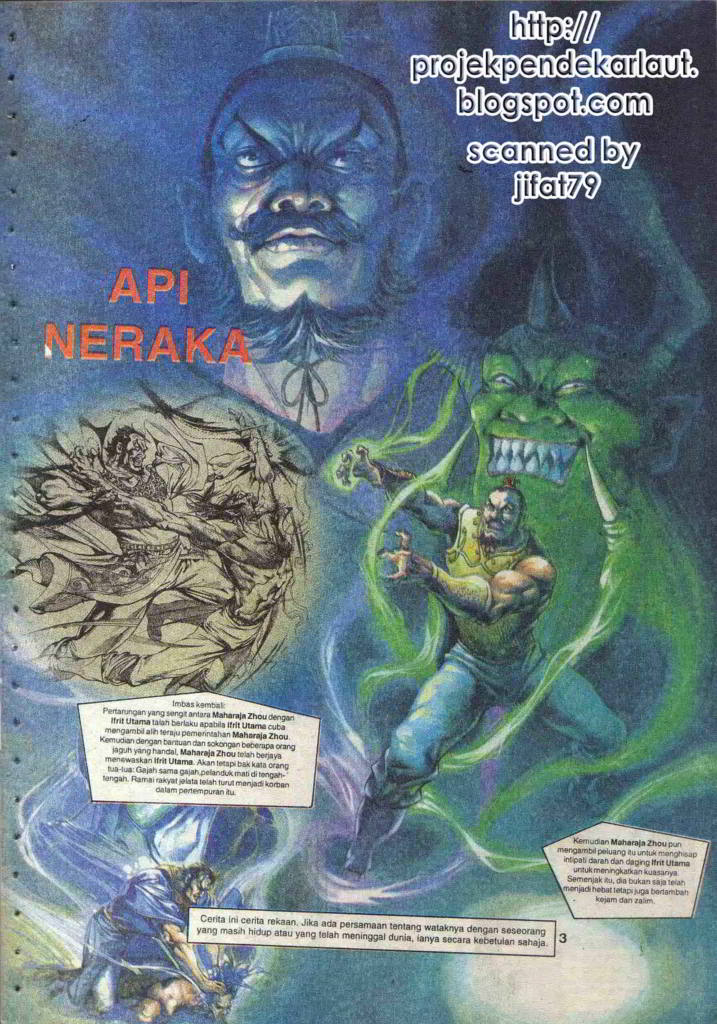 http://
projekpendekarlaut.
blogspot.com
scanned by
jifat79
API
NERAKA
Imbas kembali:
Pertarungan yang sengit antara Maharaja Zhou dengan
Ifrit Utama talah berlaku apabila Ifrit Utama cuba
mengambil alih teraju pemerintahan Maharaja Zhou.
Kemudian dengan bantuan dan sokongan beberapa orang
jaguh yang handal, Maharaja Zhou telah berjaya
menewaskan Ifrit Utama. Akan tetapi bak kata orang
tua-lua: Gajah sama gajah,pelanduk mati di tengah-
tengah. Ramai rakyat jelata telah turut menjadi korban
dalam pertempuran itu.
Kemudian Maharaja Zhou pun
mengambil peluang itu untuk menghisap
intipati darah dan daging Ifrit Utama
untuk meningkatkan kuasanya.
Semenjak itu, dia bukan saja telah
menjadi hebat tetapi juga bertambah
kejam dan zalim.
Cerita ini cerita rekaan. Jika ada persamaan tentang wataknya dengan seseorang
yang masih hidup atau yang telah meninggal dunia, ianya secara kebetulan sahaja.
3